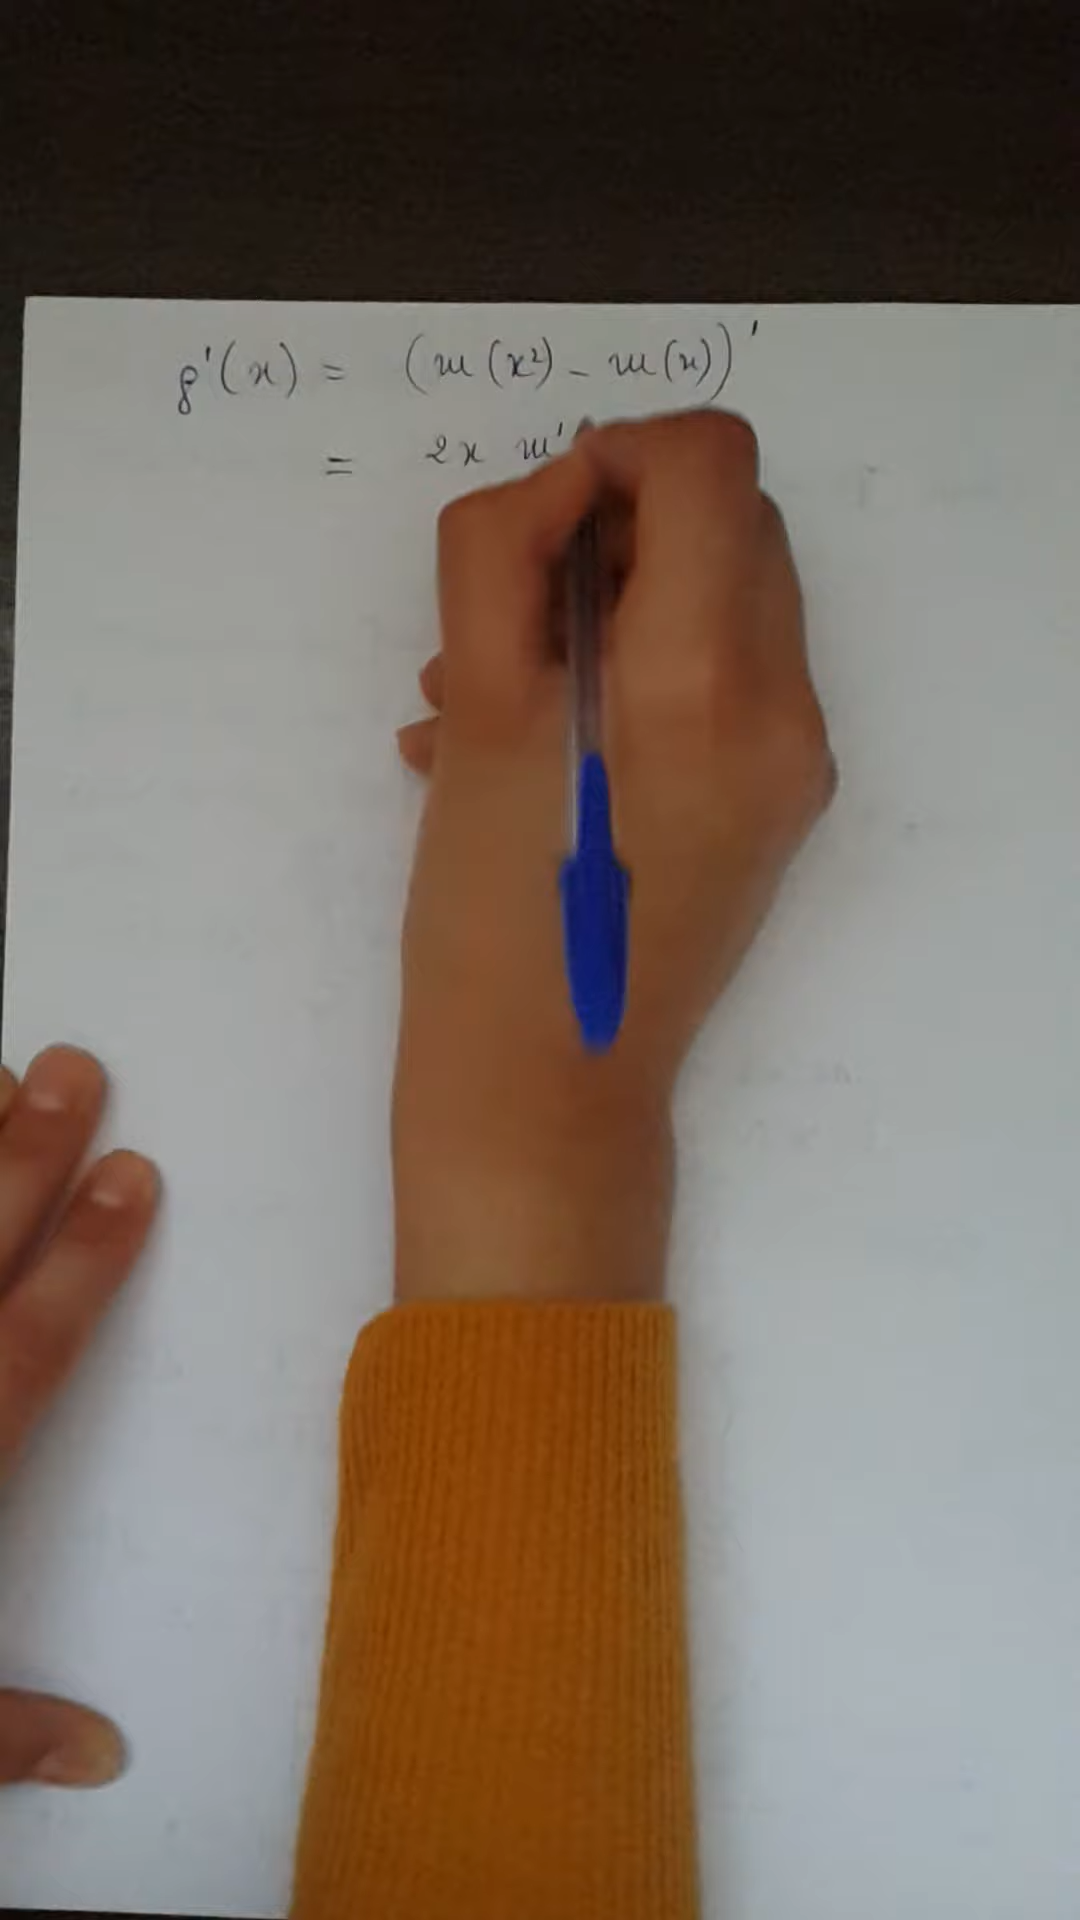 g'(x) = (m(x²) - m(x))'
= 2x m'(